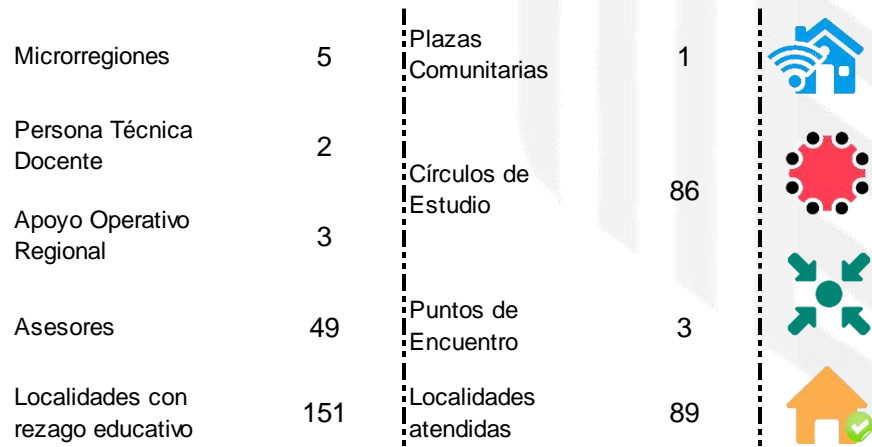 Microrregiones 5
Persona Técnica
Docente 2
Apoyo Operativo
Regional 3
Asesores 49
Localidades con
rezago educativo 151
Plazas
Comunitarias 1
Círculos de
Estudio 86
Puntos de
Encuentro 3
Localidades
atendidas 89